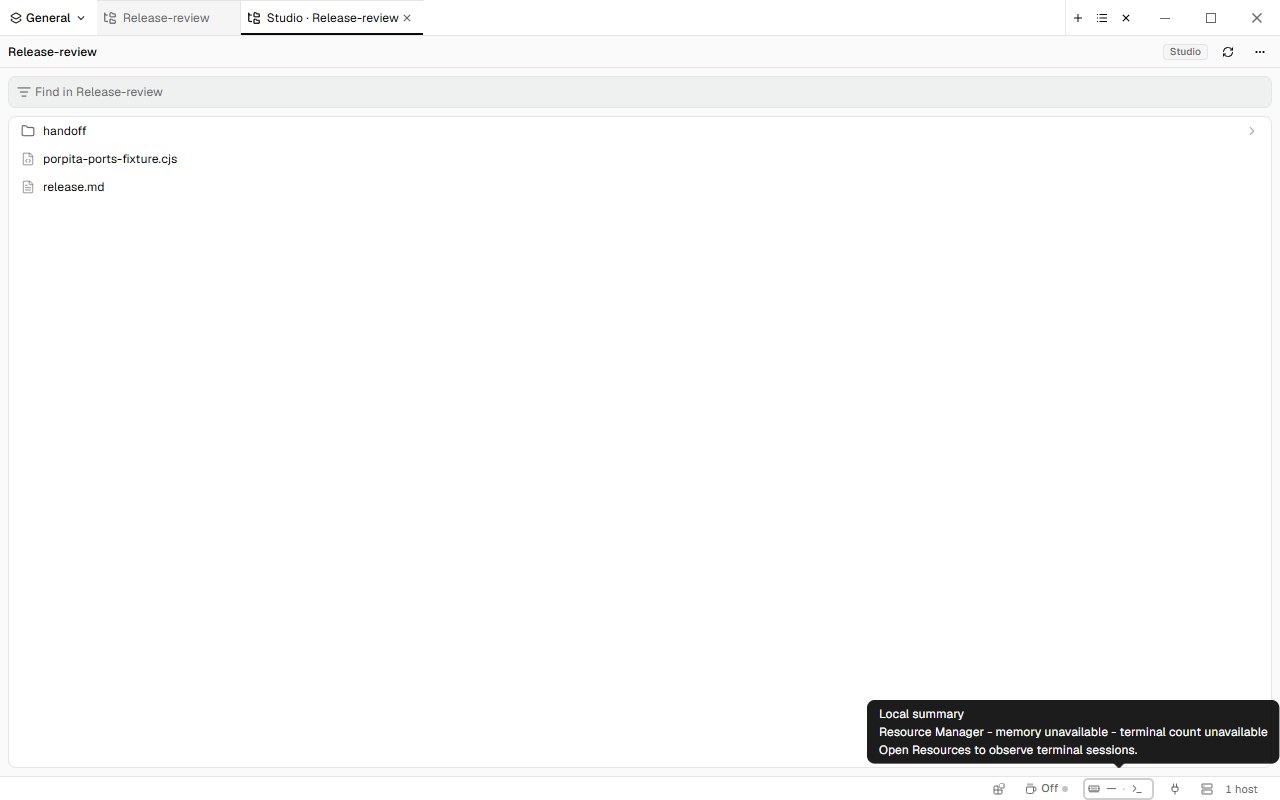 General
Release-review
Studio · Release-review
Release-review
Studio
Find in Release-review
handoff
porpita-ports-fixture.cjs
release.md
Local summary
Resource Manager - memory unavailable - terminal count unavailable
Open Resources to observe terminal sessions.
Off
— ·
1 host